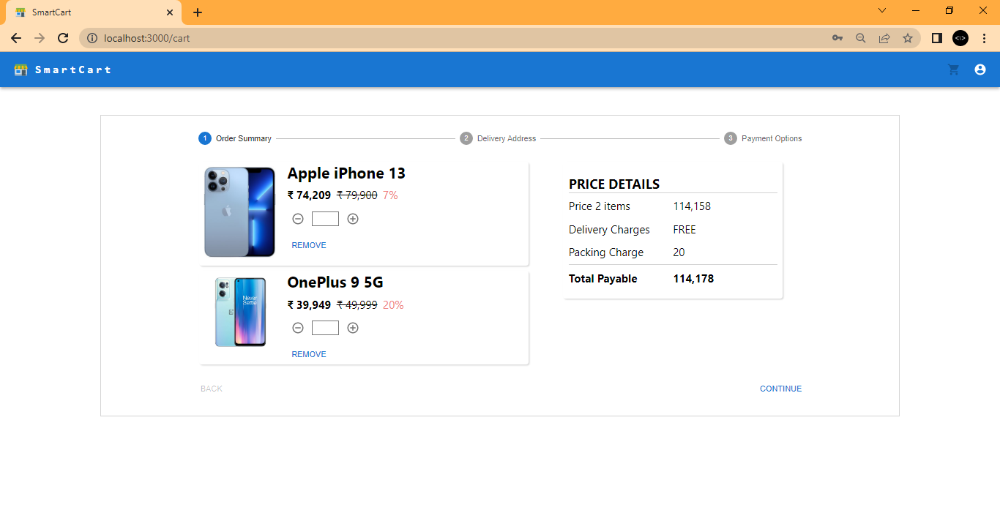 SmartCart
localhost:3000/cart
SmartCart
1 Order Summary 2 Delivery Address 3 Payment Options
Apple iPhone 13
₹ 74,209 ₹ 79,900 7%
REMOVE
OnePlus 9 5G
₹ 39,949 ₹ 49,999 20%
Never
Settle
REMOVE
PRICE DETAILS
Price 2 items 114,158
Delivery Charges FREE
Packing Charge 20
Total Payable 114,178
BACK CONTINUE